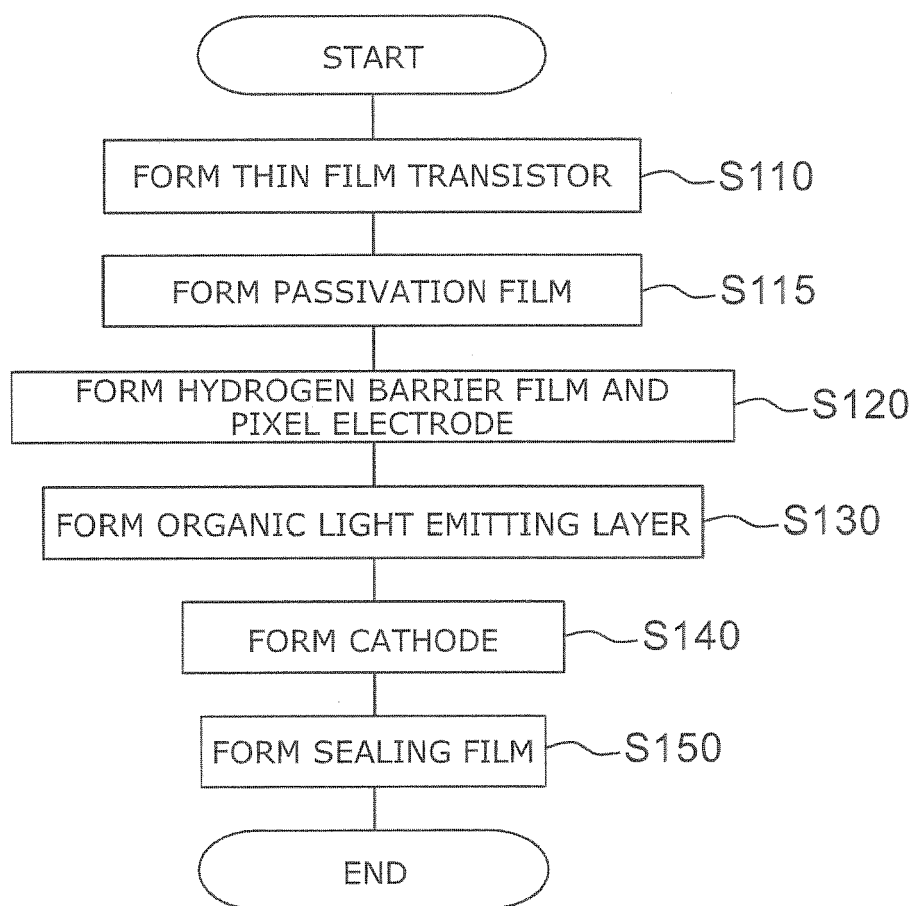 START
FORM THIN FILM TRANSISTOR
S110
FORM PASSIVATION FILM
S115
FORM HYDROGEN BARRIER FILM AND
PIXEL ELECTRODE
S120
FORM ORGANIC LIGHT EMITTING LAYER
S130
FORM CATHODE
S140
FORM SEALING FILM
S150
END